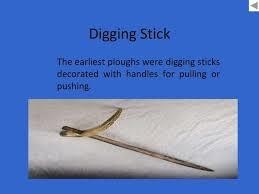 Digging Stick
The earliest ploughs were digging sticks
decorated with handles for pulling or
pushing.